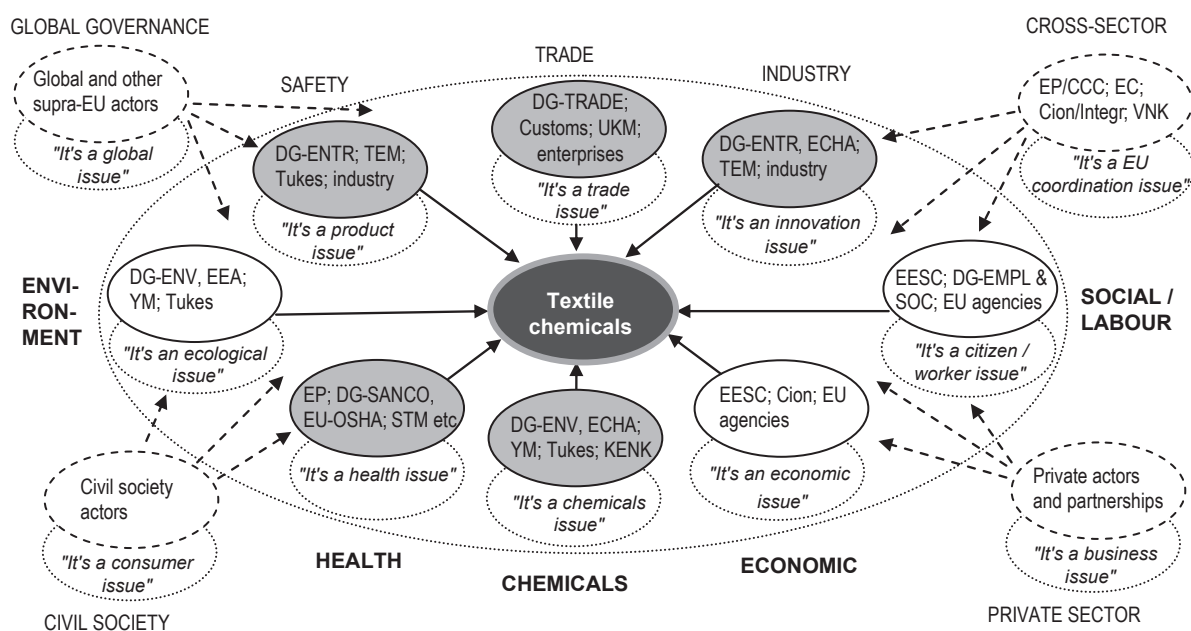 GLOBAL GOVERNANCE
Global and other
supra-EU actors
"It's a global
issue"
SAFETY
DG-ENTR; TEM;
Tukes; industry
"It's a product
issue"
TRADE
DG-TRADE;
Customs; UKM;
enterprises
"It's a trade
issue"
INDUSTRY
DG-ENTR, ECHA;
TEM; industry
"It's an innovation
issue"
CROSS-SECTOR
EP/CCC; EC;
Cion/Integr; VNK
"It's a EU
coordination issue"
ENVI-
RON-
MENT
DG-ENV, EEA;
YM; Tukes
"It's an ecological
issue"
Textile
chemicals
EESC; DG-EMPL &
SOC; EU agencies
"It's a citizen /
worker issue"
SOCIAL /
LABOUR
EP; DG-SANCO,
EU-OSHA; STM etc
"It's a health issue"
HEALTH
DG-ENV, ECHA;
YM; Tukes; KENK
"It's a chemicals
issue"
CHEMICALS
EESC; Cion; EU
agencies
"It's an economic
issue"
ECONOMIC
Civil society
actors
"It's a consumer
issue"
CIVIL SOCIETY
Private actors
and partnerships
"It's a business
issue"
PRIVATE SECTOR